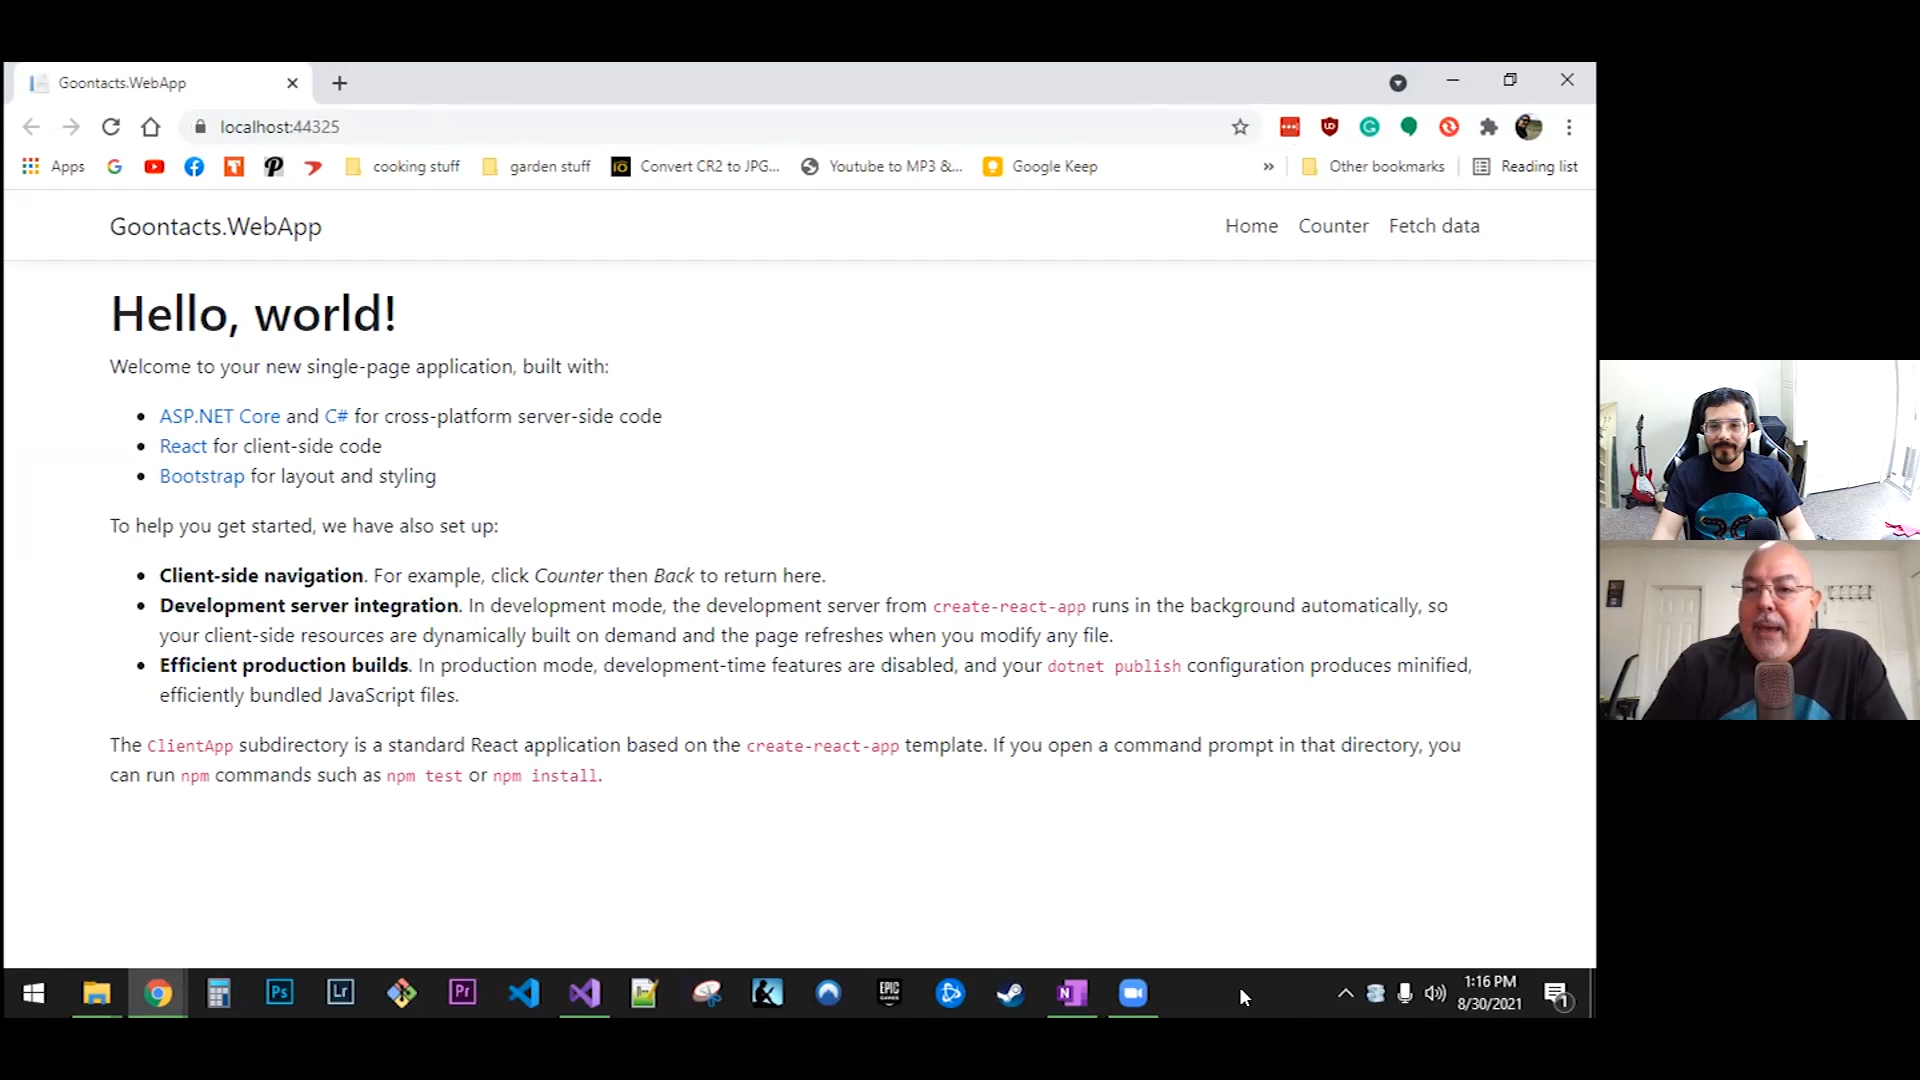 Goontacts.WebApp
localhost:44325
Apps cooking stuff garden stuff Convert CR2 to JPG... Youtube to MP3 &... Google Keep » Other bookmarks Reading list
Goontacts.WebApp Home Counter Fetch data
Hello, world!
Welcome to your new single-page application, built with:
ASP.NET Core and C# for cross-platform server-side code
React for client-side code
Bootstrap for layout and styling
To help you get started, we have also set up:
Client-side navigation. For example, click Counter then Back to return here.
Development server integration. In development mode, the development server from create-react-app runs in the background automatically, so
your client-side resources are dynamically built on demand and the page refreshes when you modify any file.
Efficient production builds. In production mode, development-time features are disabled, and your dotnet publish configuration produces minified,
efficiently bundled JavaScript files.
The ClientApp subdirectory is a standard React application based on the create-react-app template. If you open a command prompt in that directory, you
can run npm commands such as npm test or npm install.
Ps Lr Pr EPIC GAMES N 1:16 PM
8/30/2021 1